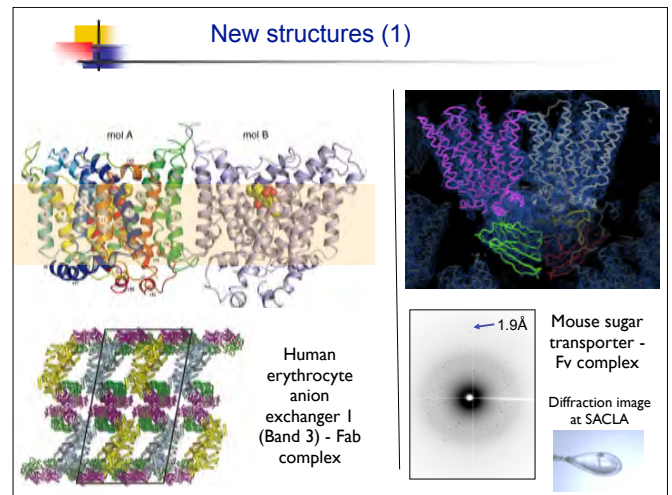 New structures (1)
mol A
mol B
Human
erythrocyte
anion
exchanger 1
(Band 3) - Fab
complex
1.9Å
Mouse sugar
transporter -
Fv complex
Diffraction image
at SACLA